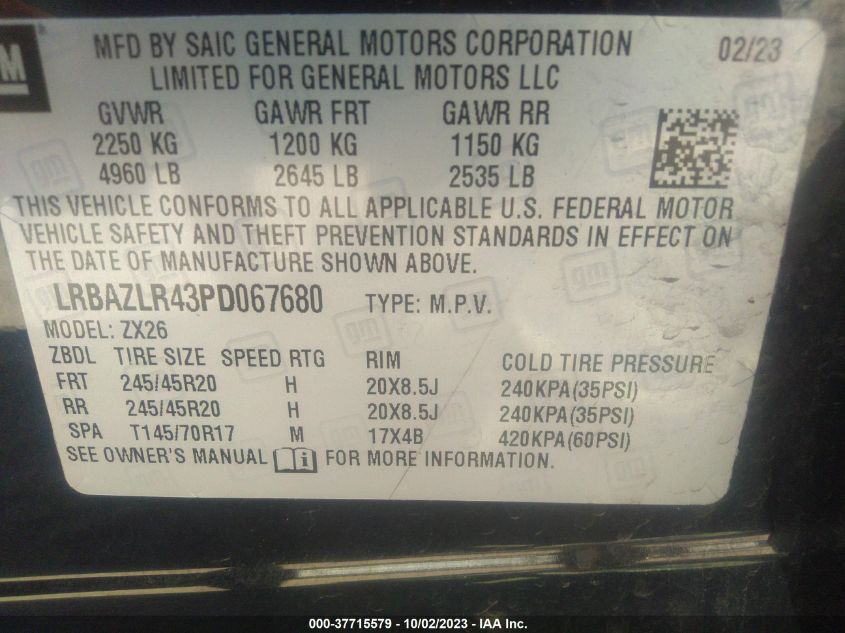 GM
MFD BY SAIC GENERAL MOTORS CORPORATION 02/23
LIMITED FOR GENERAL MOTORS LLC
GVWR GAWR FRT GAWR RR
2250 KG 1200 KG 1150 KG
4960 LB 2645 LB 2535 LB
THIS VEHICLE CONFORMS TO ALL APPLICABLE U.S. FEDERAL MOTOR
VEHICLE SAFETY AND THEFT PREVENTION STANDARDS IN EFFECT ON
THE DATE OF MANUFACTURE SHOWN ABOVE.
LRBAZLR43PD067680 TYPE: M.P.V.
MODEL: ZX26
ZBDL TIRE SIZE SPEED RTG RIM COLD TIRE PRESSURE
FRT 245/45R20 H 20X8.5J 240KPA(35PSI)
RR 245/45R20 H 20X8.5J 240KPA(35PSI)
SPA T145/70R17 M 17X4B 420KPA(60PSI)
SEE OWNER'S MANUAL i FOR MORE INFORMATION.
000-37715579 - 10/02/2023 - IAA Inc.